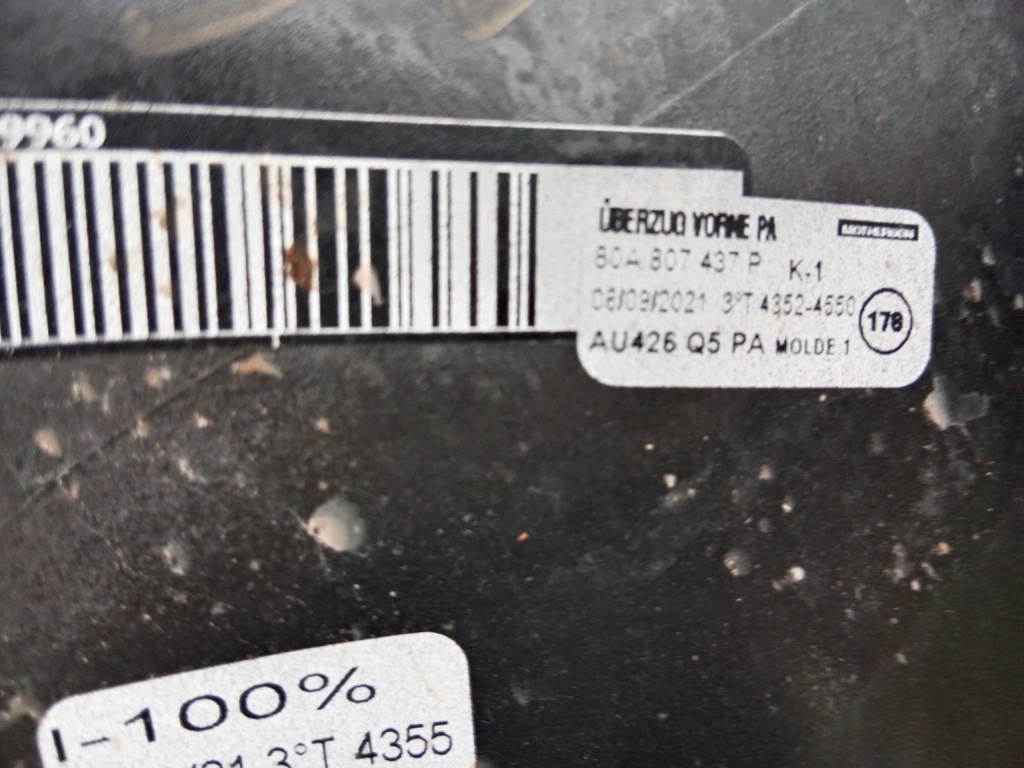 9960
ÜBERZUG VORNE PA
MOTHERSON
80A 807 437 P K-1
08/09/2021 3°T 4352-4550
178
AU426 Q5 PA MOLDE 1
I-100%
/21 3°T 4355